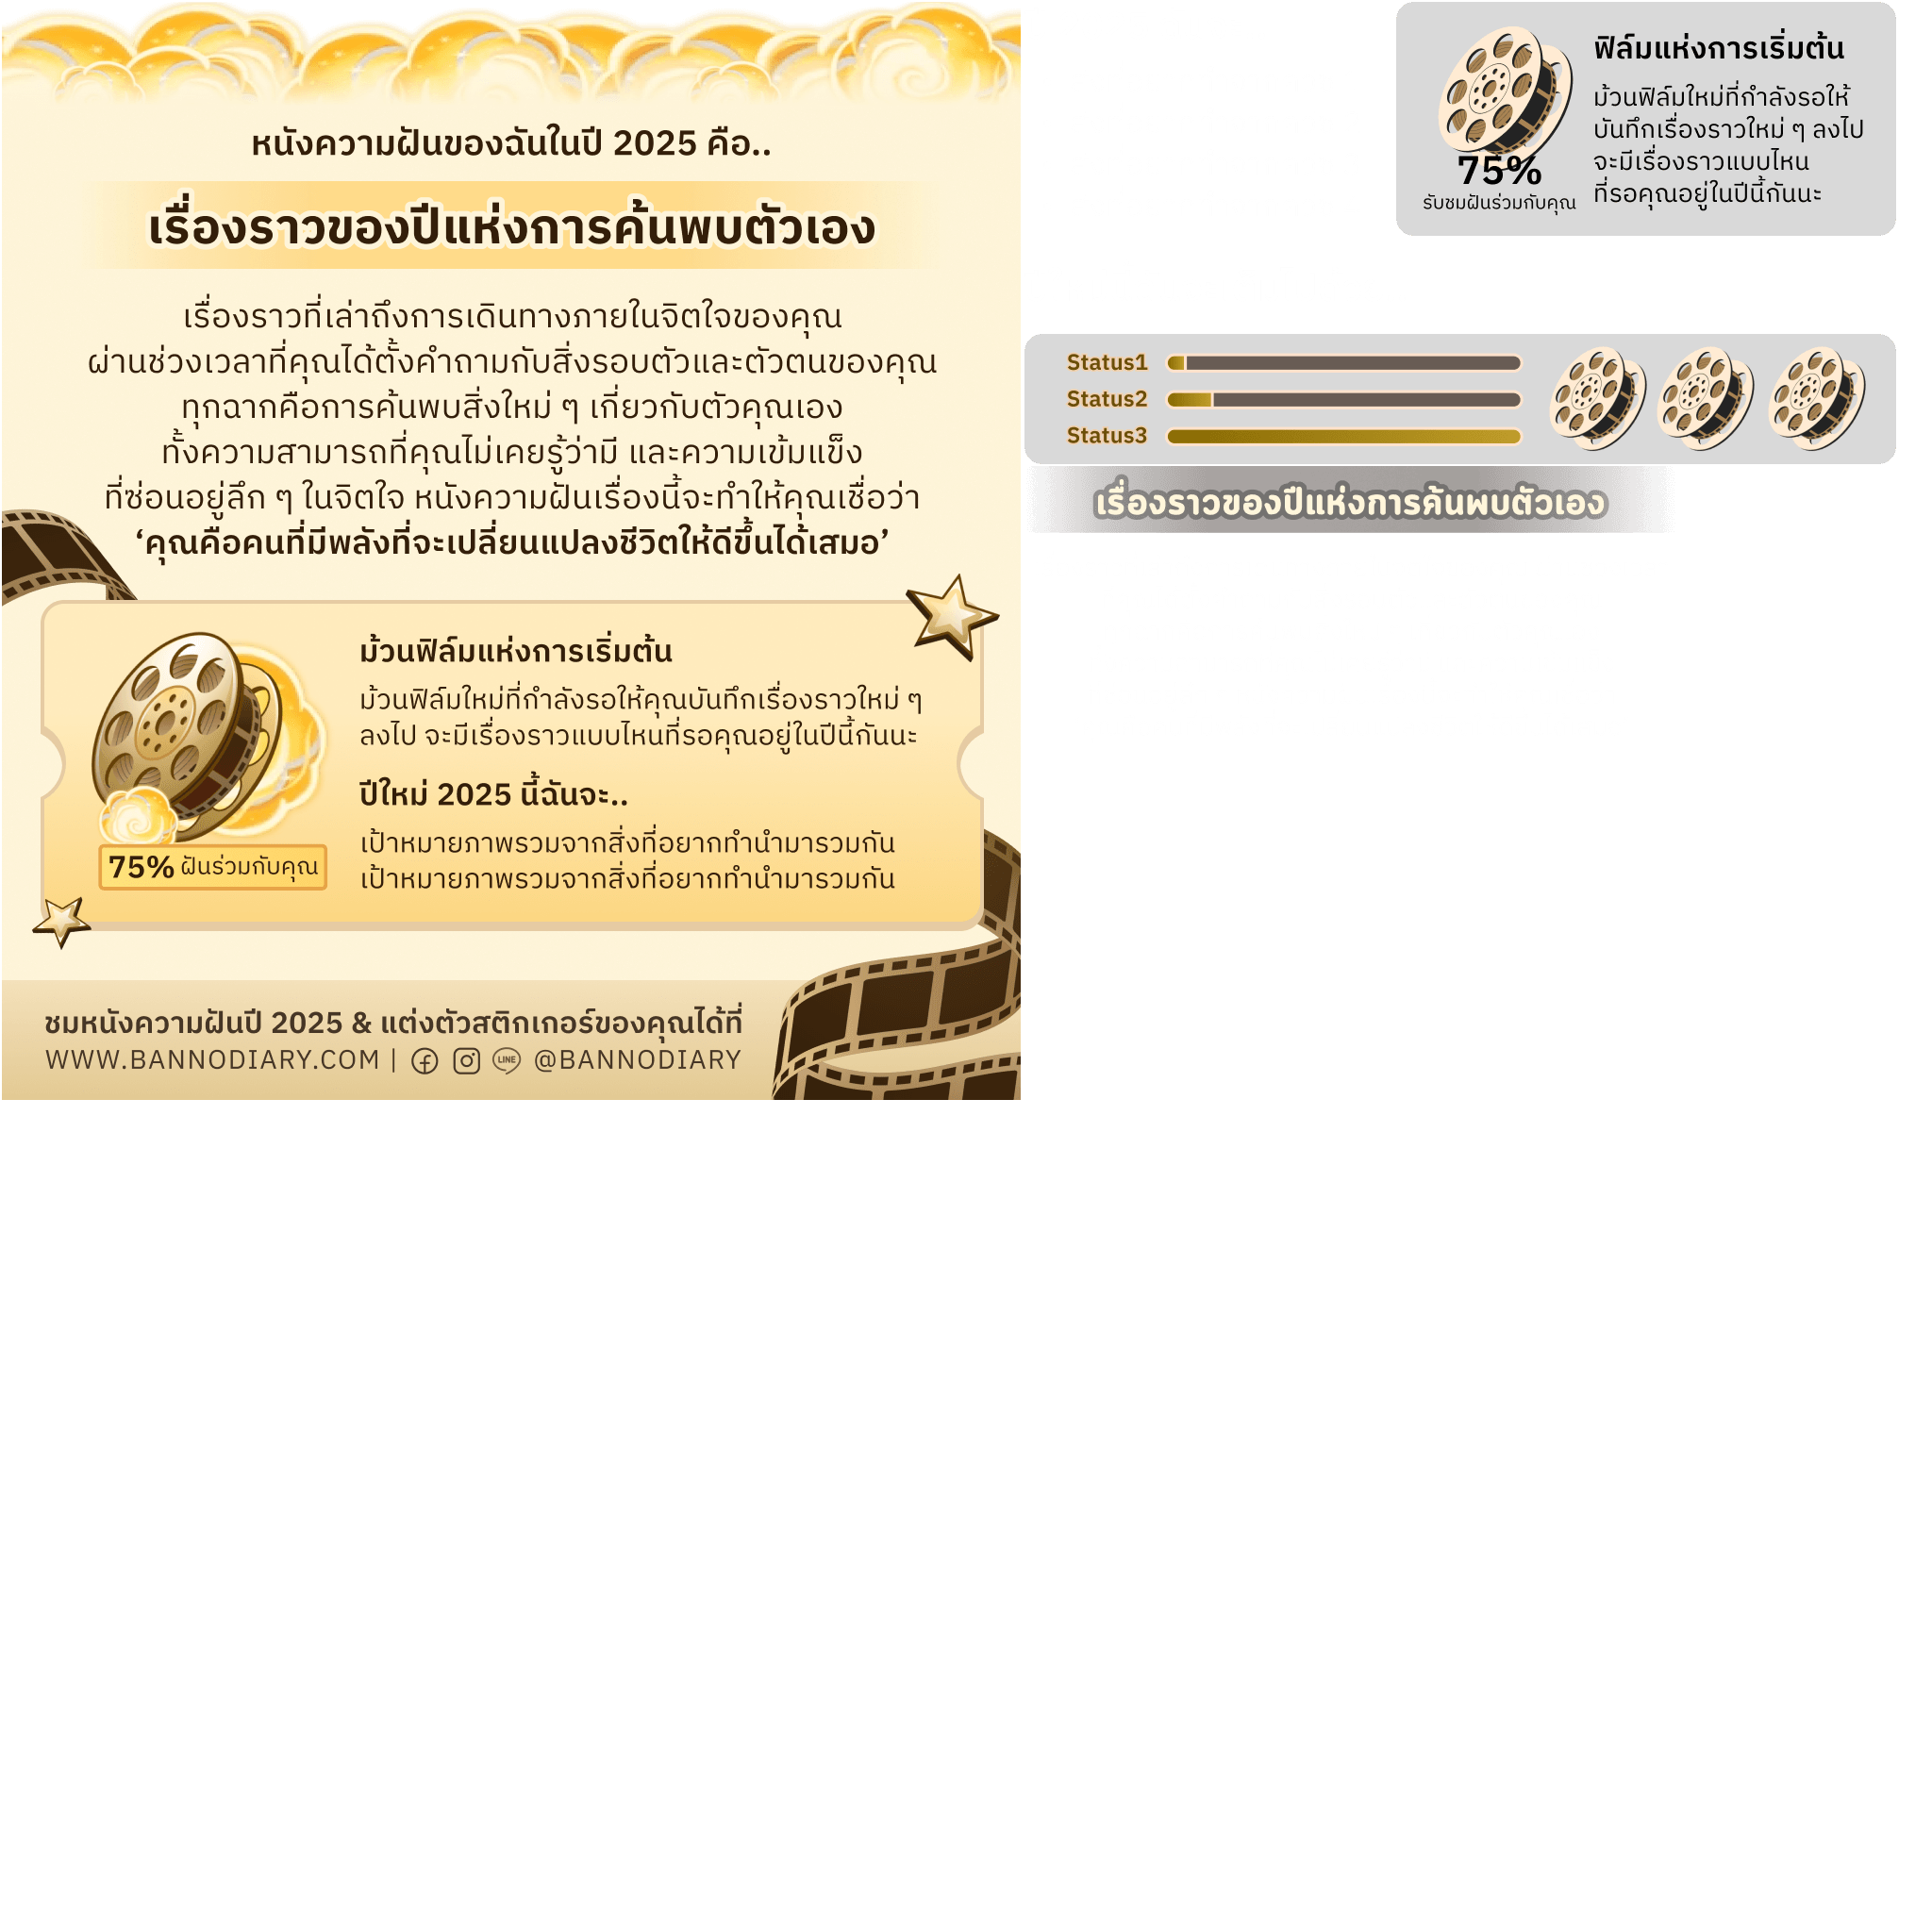 หนังความฝันของฉันในปี 2025 คือ..
เรื่องราวของปีแห่งการค้นพบตัวเอง
เรื่องราวที่เล่าถึงการเดินทางภายในจิตใจของคุณ
ผ่านช่วงเวลาที่คุณได้ตั้งคำถามกับสิ่งรอบตัวและตัวตนของคุณ
ทุกฉากคือการค้นพบสิ่งใหม่ ๆ เกี่ยวกับตัวคุณเอง
ทั้งความสามารถที่คุณไม่เคยรู้ว่ามี และความเข้มแข็ง
ที่ซ่อนอยู่ลึก ๆ ในจิตใจ หนังความฝันเรื่องนี้จะทำให้คุณเชื่อว่า
‘คุณคือคนที่มีพลังที่จะเปลี่ยนแปลงชีวิตให้ดีขึ้นได้เสมอ’
ม้วนฟิล์มแห่งการเริ่มต้น
ม้วนฟิล์มใหม่ที่กำลังรอให้คุณบันทึกเรื่องราวใหม่ ๆ
ลงไป จะมีเรื่องราวแบบไหนที่รอคุณอยู่ในปีนี้กันนะ
ปีใหม่ 2025 นี้ฉันจะ..
เป้าหมายภาพรวมจากสิ่งที่อยากทำนำมารวมกัน
เป้าหมายภาพรวมจากสิ่งที่อยากทำนำมารวมกัน
75% ฝันร่วมกับคุณ
ชมหนังความฝันปี 2025 & แต่งตัวสติกเกอร์ของคุณได้ที่
WWW.BANNODIARY.COM | LINE @BANNODIARY
ฟิล์มแห่งการเริ่มต้น
ม้วนฟิล์มใหม่ที่กำลังรอให้
บันทึกเรื่องราวใหม่ ๆ ลงไป
จะมีเรื่องราวแบบไหน
ที่รอคุณอยู่ในปีนี้กันนะ
75%
รับชมฝันร่วมกับคุณ
Status1
Status2
Status3
เรื่องราวของปีแห่งการค้นพบตัวเอง